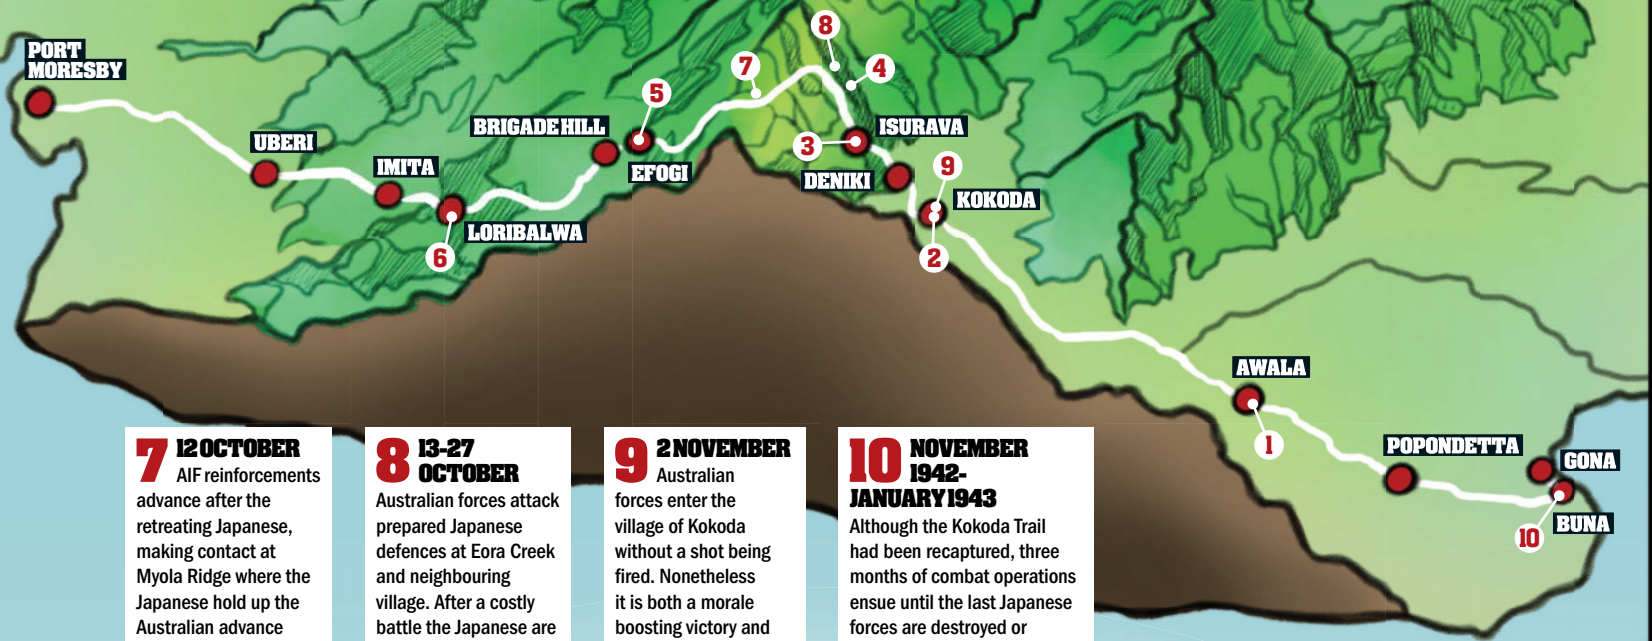 PORT
MORESBY
UBERI
IMITA
6
LORIBALWA
BRIGADE HILL
5
EFOGI
7
8
4
3
ISURAVA
DENIKI
9
KOKODA
2
AWALA
1
POPONDETTA
GONA
BUNA
10
7 12 OCTOBER
AIF reinforcements
advance after the
retreating Japanese,
making contact at
Myola Ridge where the
Japanese hold up the
Australian advance
8 13-27
OCTOBER
Australian forces attack
prepared Japanese
defences at Eora Creek
and neighbouring
village. After a costly
battle the Japanese are
9 2 NOVEMBER
Australian
forces enter the
village of Kokoda
without a shot being
fired. Nonetheless
it is both a morale
boosting victory and
10 NOVEMBER
1942-
JANUARY 1943
Although the Kokoda Trail
had been recaptured, three
months of combat operations
ensue until the last Japanese
forces are destroyed or